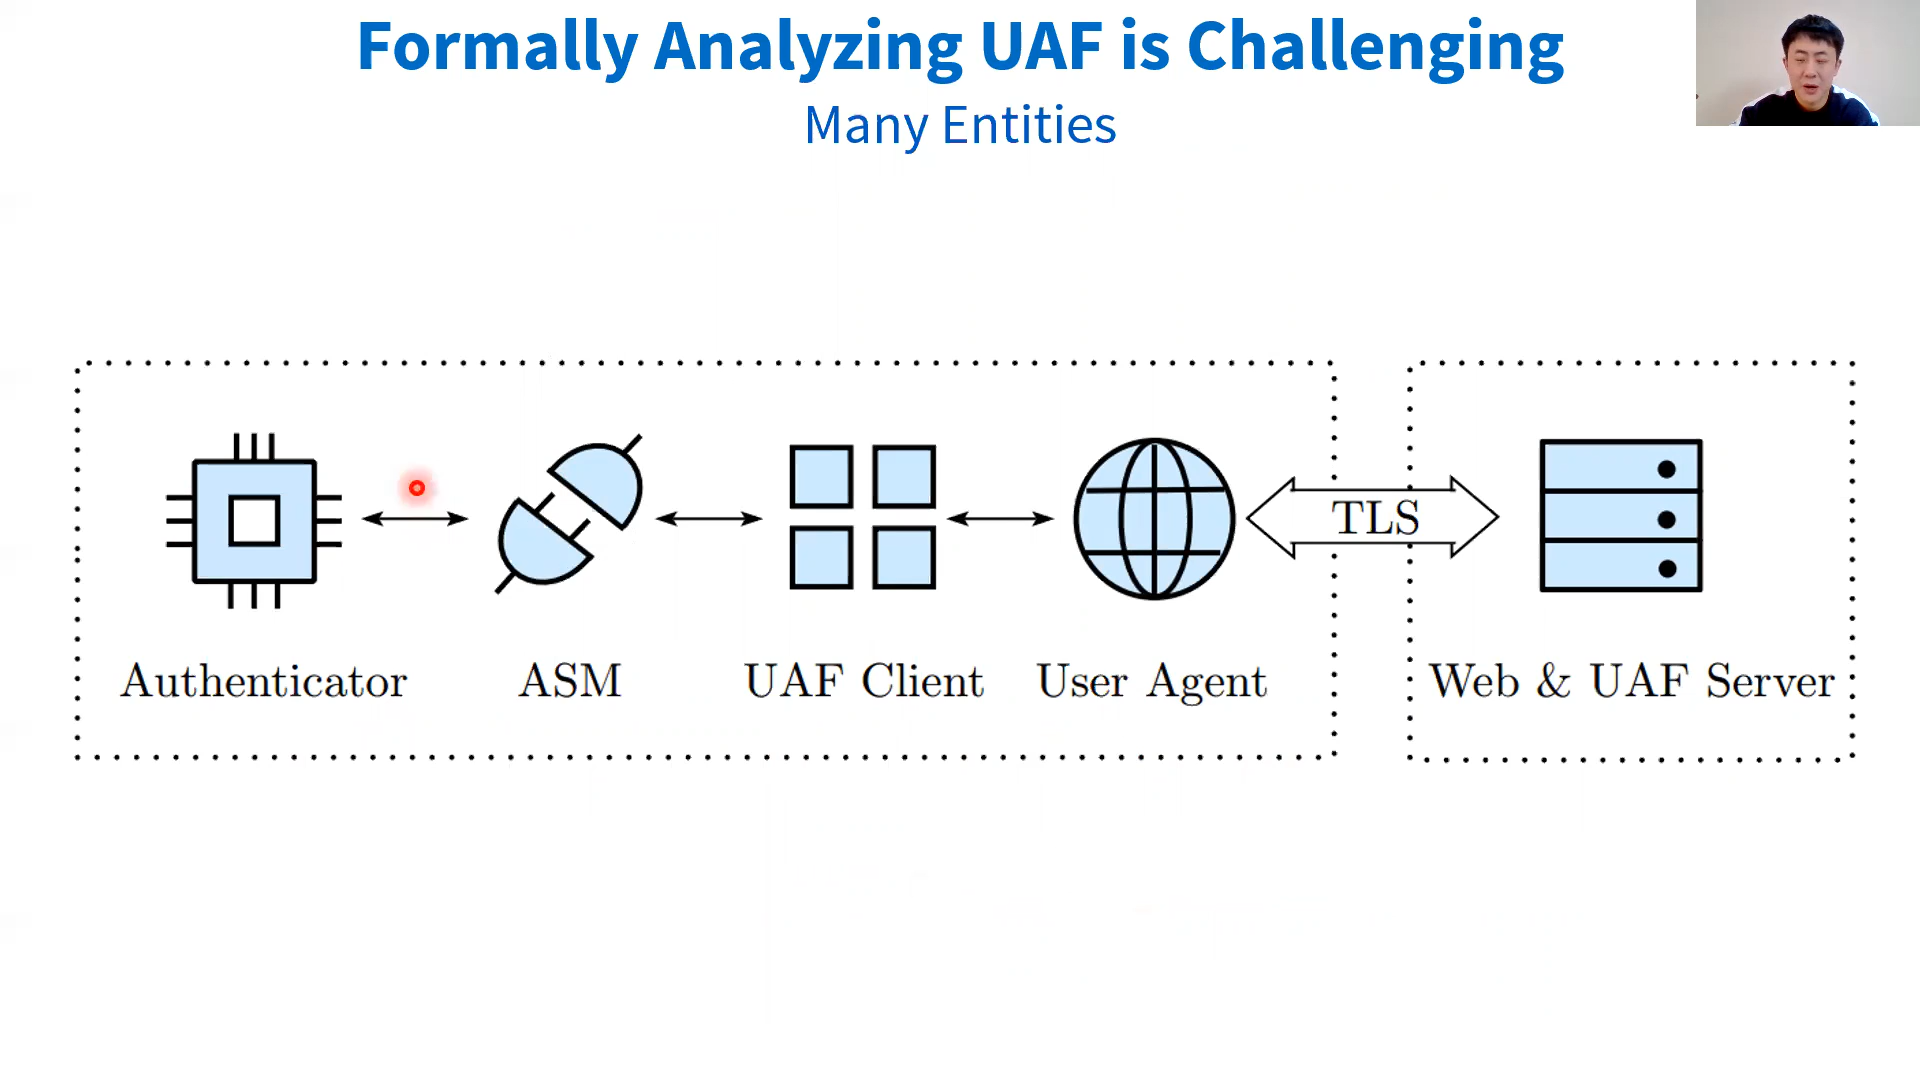 Formally Analyzing UAF is Challenging
Many Entities
TLS
Authenticator
ASM
UAF Client
User Agent
Web & UAF Server